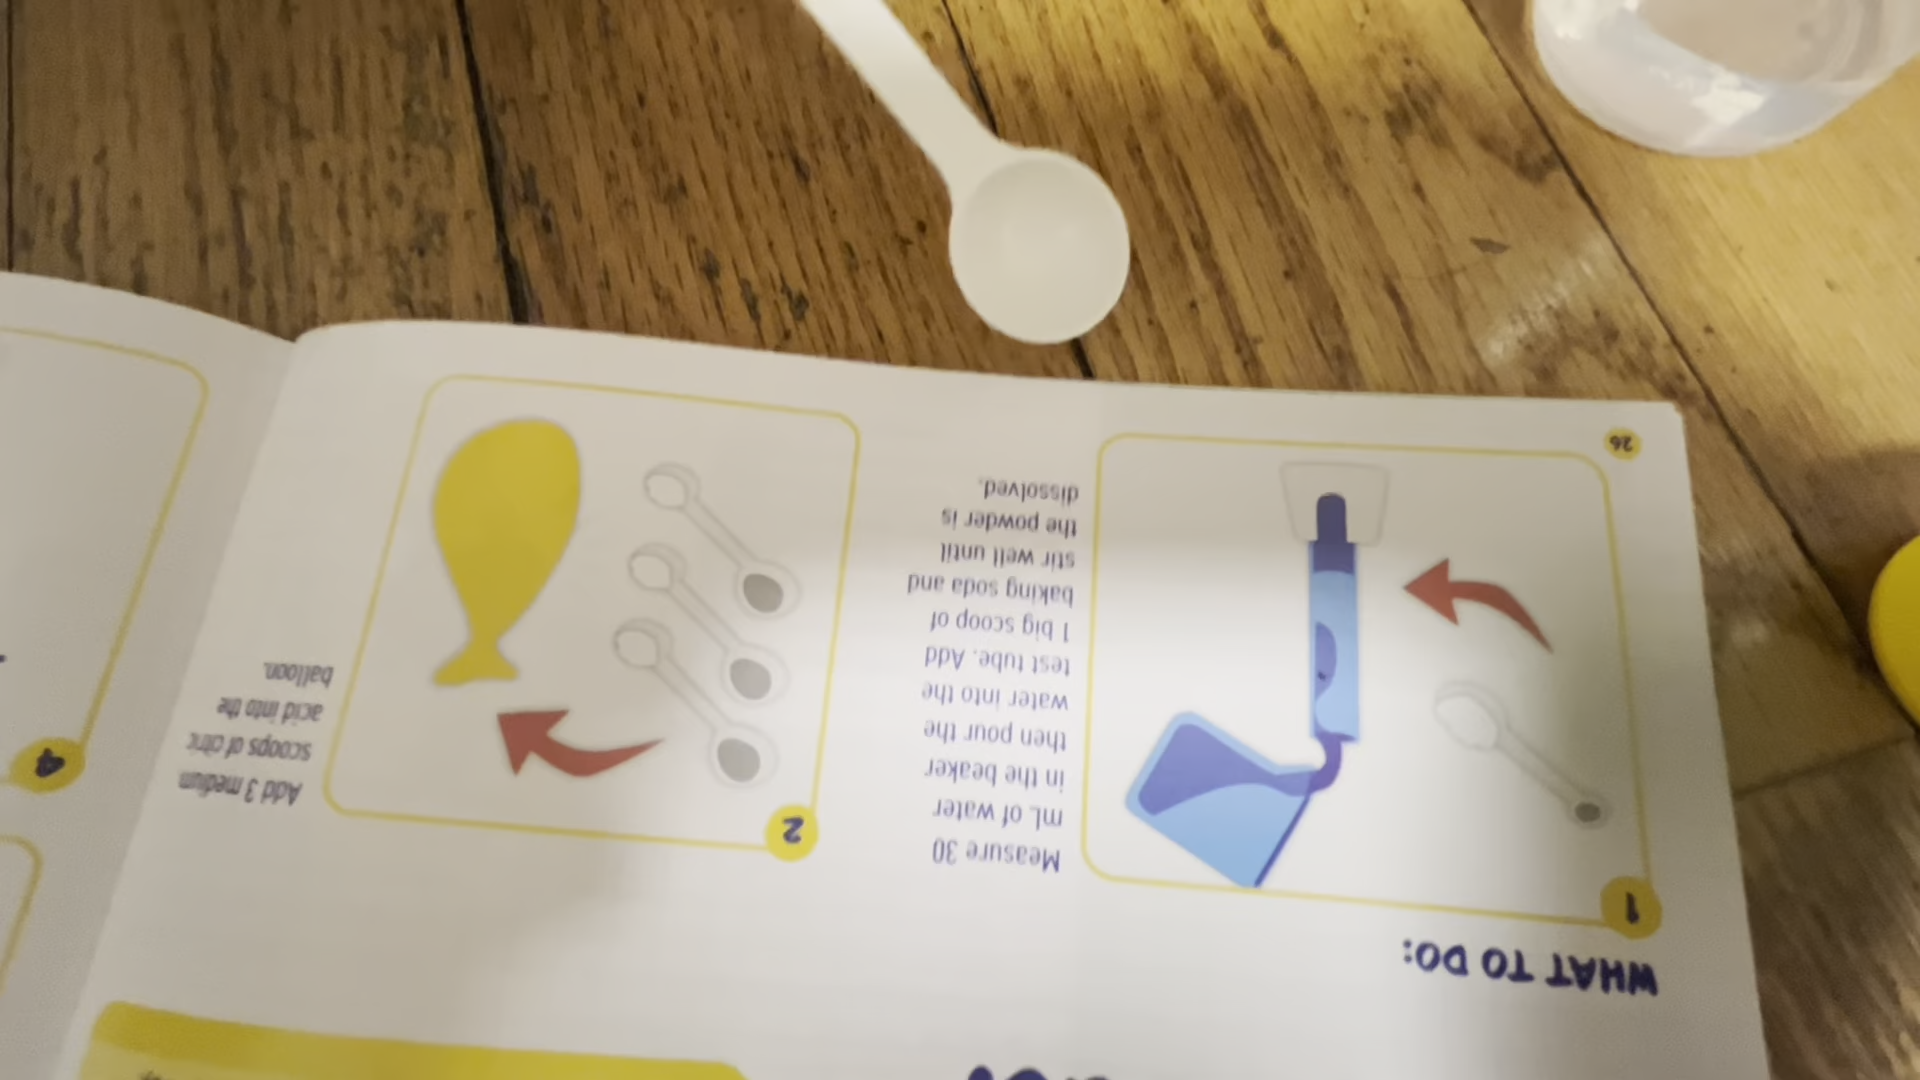 WHAT TO DO:
1
Measure 30
mL of water
in the beaker
then pour the
water into the
test tube. Add
1 big scoop of
baking soda and
stir well until
the powder is
dissolved.
2
Add 3 medium
scoops of citric
acid into the
balloon.
4
26